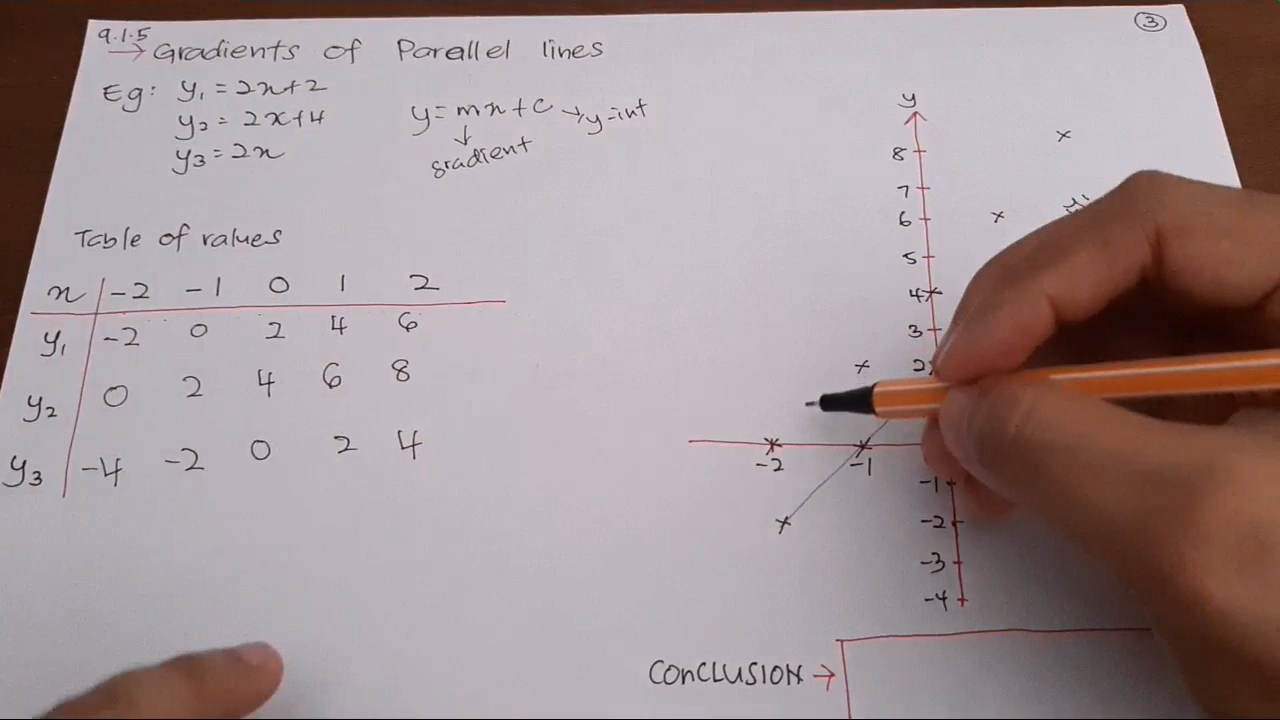 3
9.1.5
→ Gradients of Parallel lines
Eg: y₁ = 2x+2
y₂ = 2x+4
y₃ = 2x
y = mx+c → y-int
↓
gradient
Table of values
x -2 -1 0 1 2
y₁ -2 0 2 4 6
y₂ 0 2 4 6 8
y₃ -4 -2 0 2 4
y
8
7
6
5
4
3
2
-2 -1
-1
-2
-3
-4
y₁
CONCLUSION →